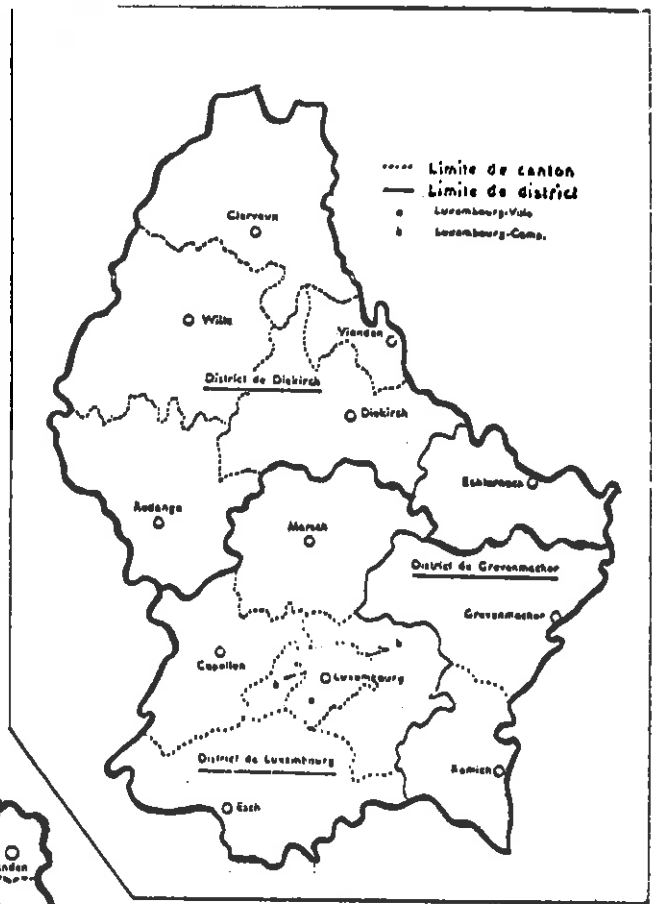 Limite de canton
Limite de district
a Luxembourg-Ville
b Luxembourg-Camp.
Clervaux
Wiltz
Vianden
District de Diekirch
Diekirch
Echternach
Redange
Mersch
District de Grevenmacher
Grevenmacher
Capellen
b
b
Luxembourg
a
District de Luxembourg
Remich
Esch
nden